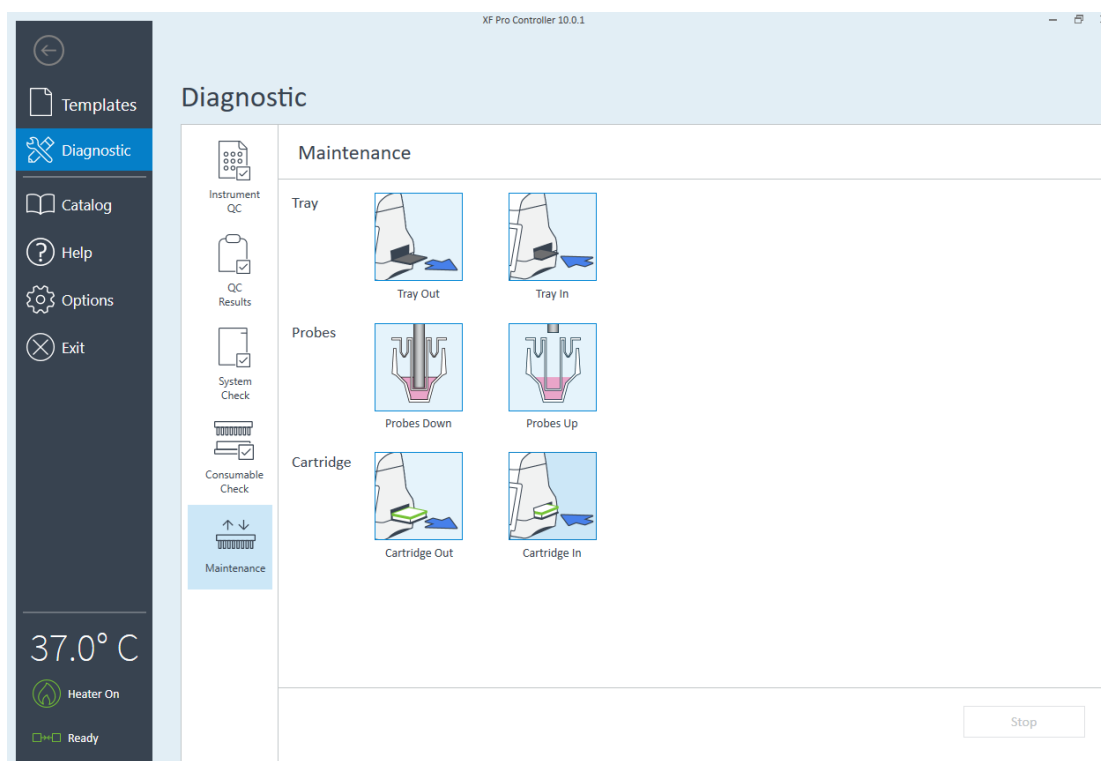 XF Pro Controller 10.0.1
Templates
Diagnostic
Catalog
Help
Options
Exit
37.0° C
Heater On
Ready
Diagnostic
Instrument
QC
QC
Results
System
Check
Consumable
Check
Maintenance
Maintenance
Tray
Tray Out
Tray In
Probes
Probes Down
Probes Up
Cartridge
Cartridge Out
Cartridge In
Stop